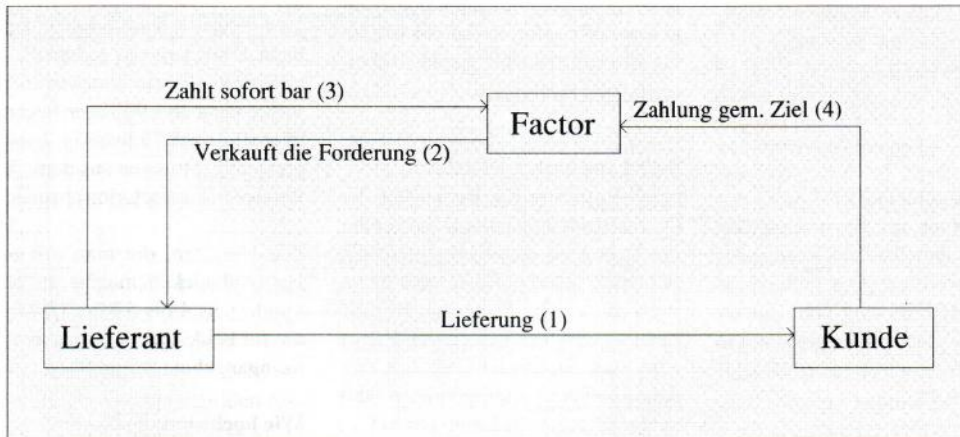 Zahlt sofort bar (3)
Zahlung gem. Ziel (4)
Factor
Verkauft die Forderung (2)
Lieferung (1)
Lieferant
Kunde